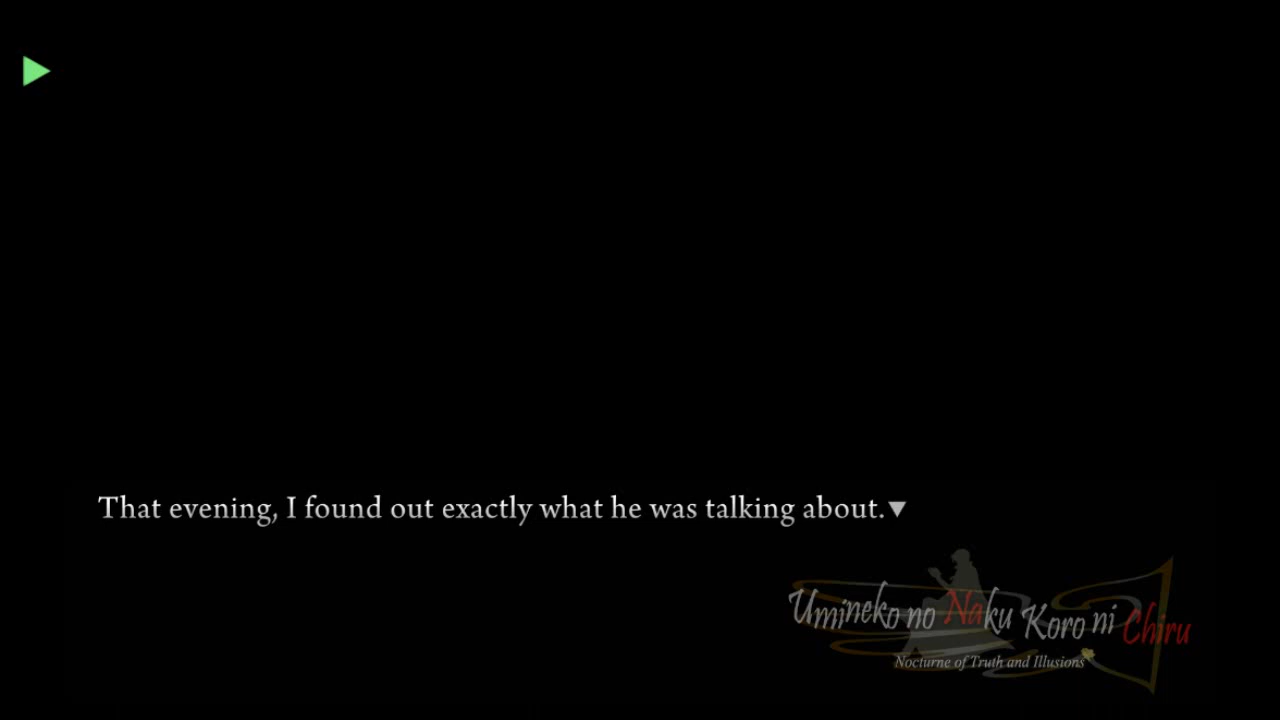 That evening, I found out exactly what he was talking about.
Umineko no Naku Koro ni Chiru
Nocturne of Truth and Illusions